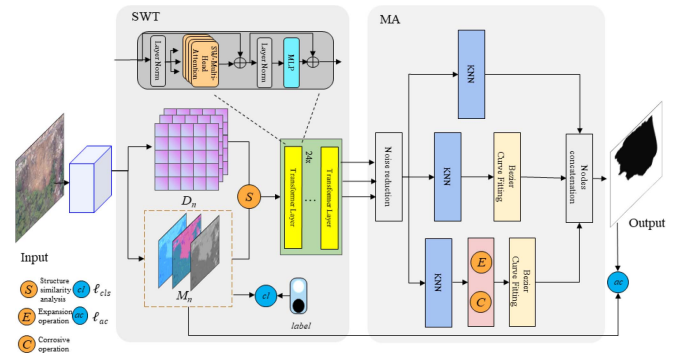 SWT
MA
Layer Norm
SW-Multi-
Head
Attention
Layer Norm
MLP
KNN
D_n
S
Transformer Layer
24x
...
Transformer Layer
Noise reduction
KNN
Bezier
Curve Fitting
Nodes
concatenation
Input
Output
M_n
cl
label
KNN
E
C
Bezier
Curve Fitting
ac
S Structure
similarity
analysis
cl ℓ_cls
E Expansion
operation
ac ℓ_ac
C Corrosive
operation